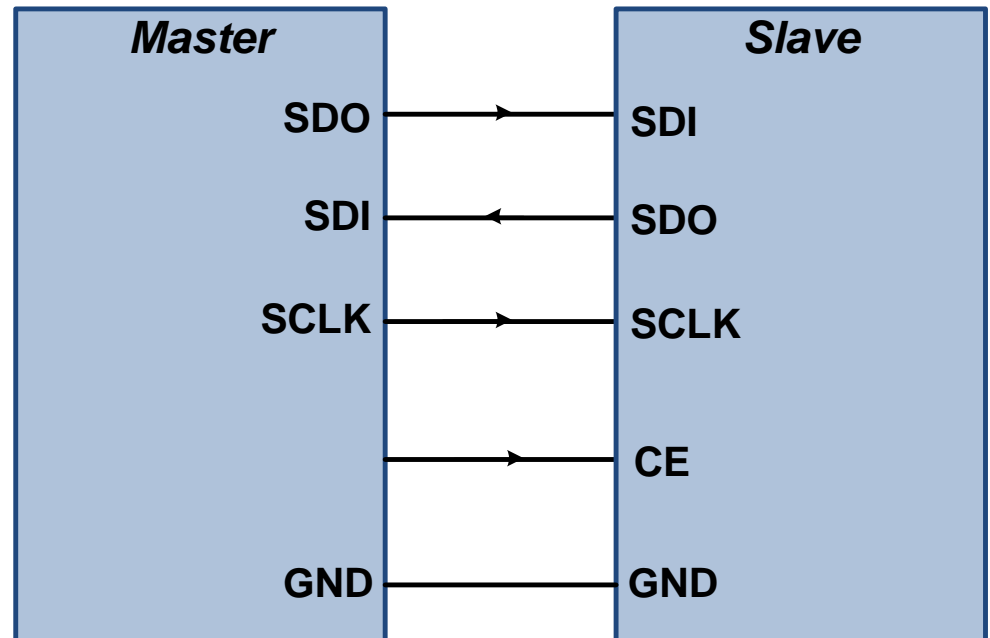 Master Slave
SDO SDI
SDI SDO
SCLK SCLK
CE
GND GND